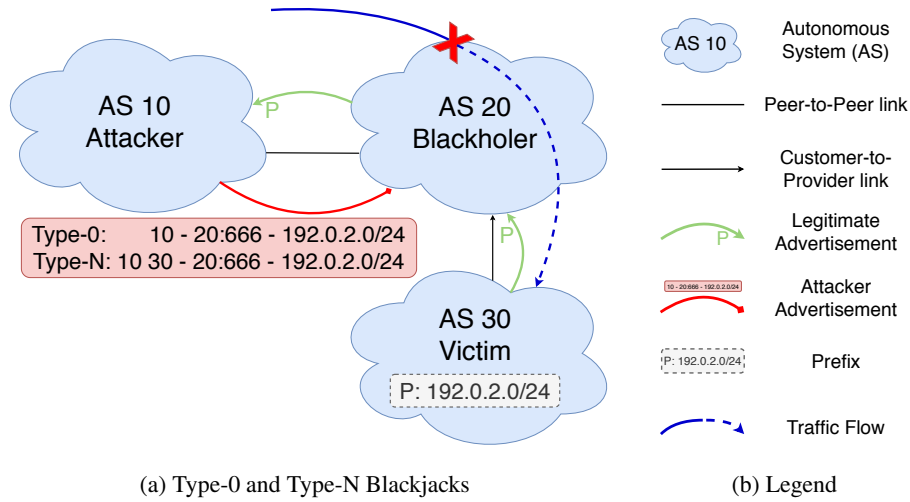 AS 10
Attacker
P
AS 20
Blackholer
Type-0: 10 - 20:666 - 192.0.2.0/24
Type-N: 10 30 - 20:666 - 192.0.2.0/24
P
AS 30
Victim
P: 192.0.2.0/24
(a) Type-0 and Type-N Blackjacks
AS 10
Autonomous
System (AS)
Peer-to-Peer link
Customer-to-
Provider link
P
Legitimate
Advertisement
10 - 20:666 - 192.0.2.0/24
Attacker
Advertisement
P: 192.0.2.0/24
Prefix
Traffic Flow
(b) Legend